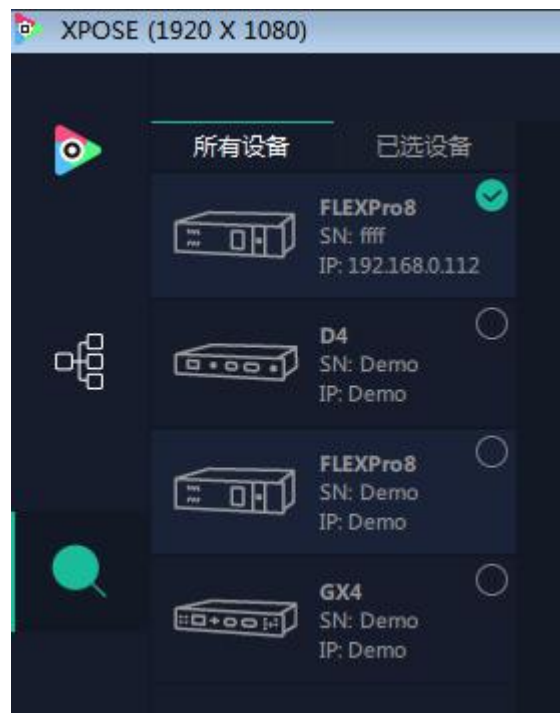 XPOSE (1920 X 1080)
所有设备
已选设备
FLEXPro8
SN: ffff
IP: 192.168.0.112
D4
SN: Demo
IP: Demo
FLEXPro8
SN: Demo
IP: Demo
GX4
SN: Demo
IP: Demo